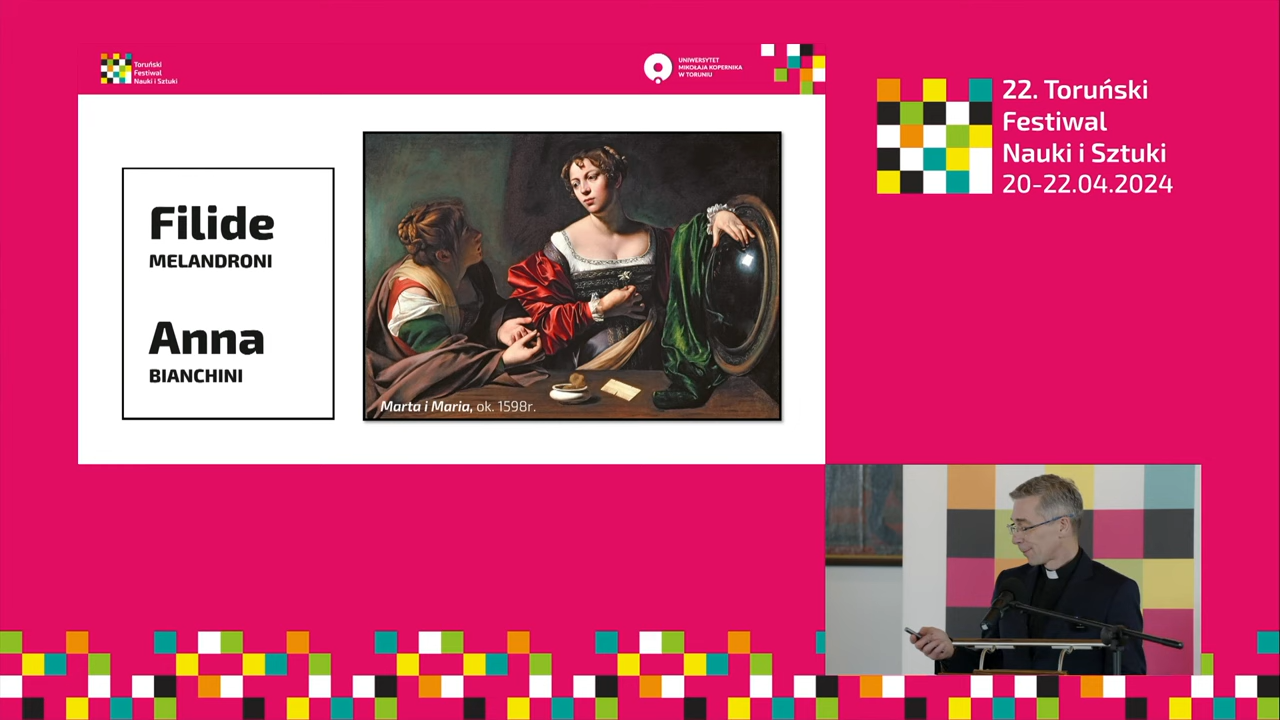 Toruński
Festiwal
Nauki i Sztuki
UNIWERSYTET
MIKOŁAJA KOPERNIKA
W TORUNIU
Filide
MELANDRONI
Anna
BIANCHINI
Marta i Maria, ok. 1598r.
22. Toruński
Festiwal
Nauki i Sztuki
20-22.04.2024